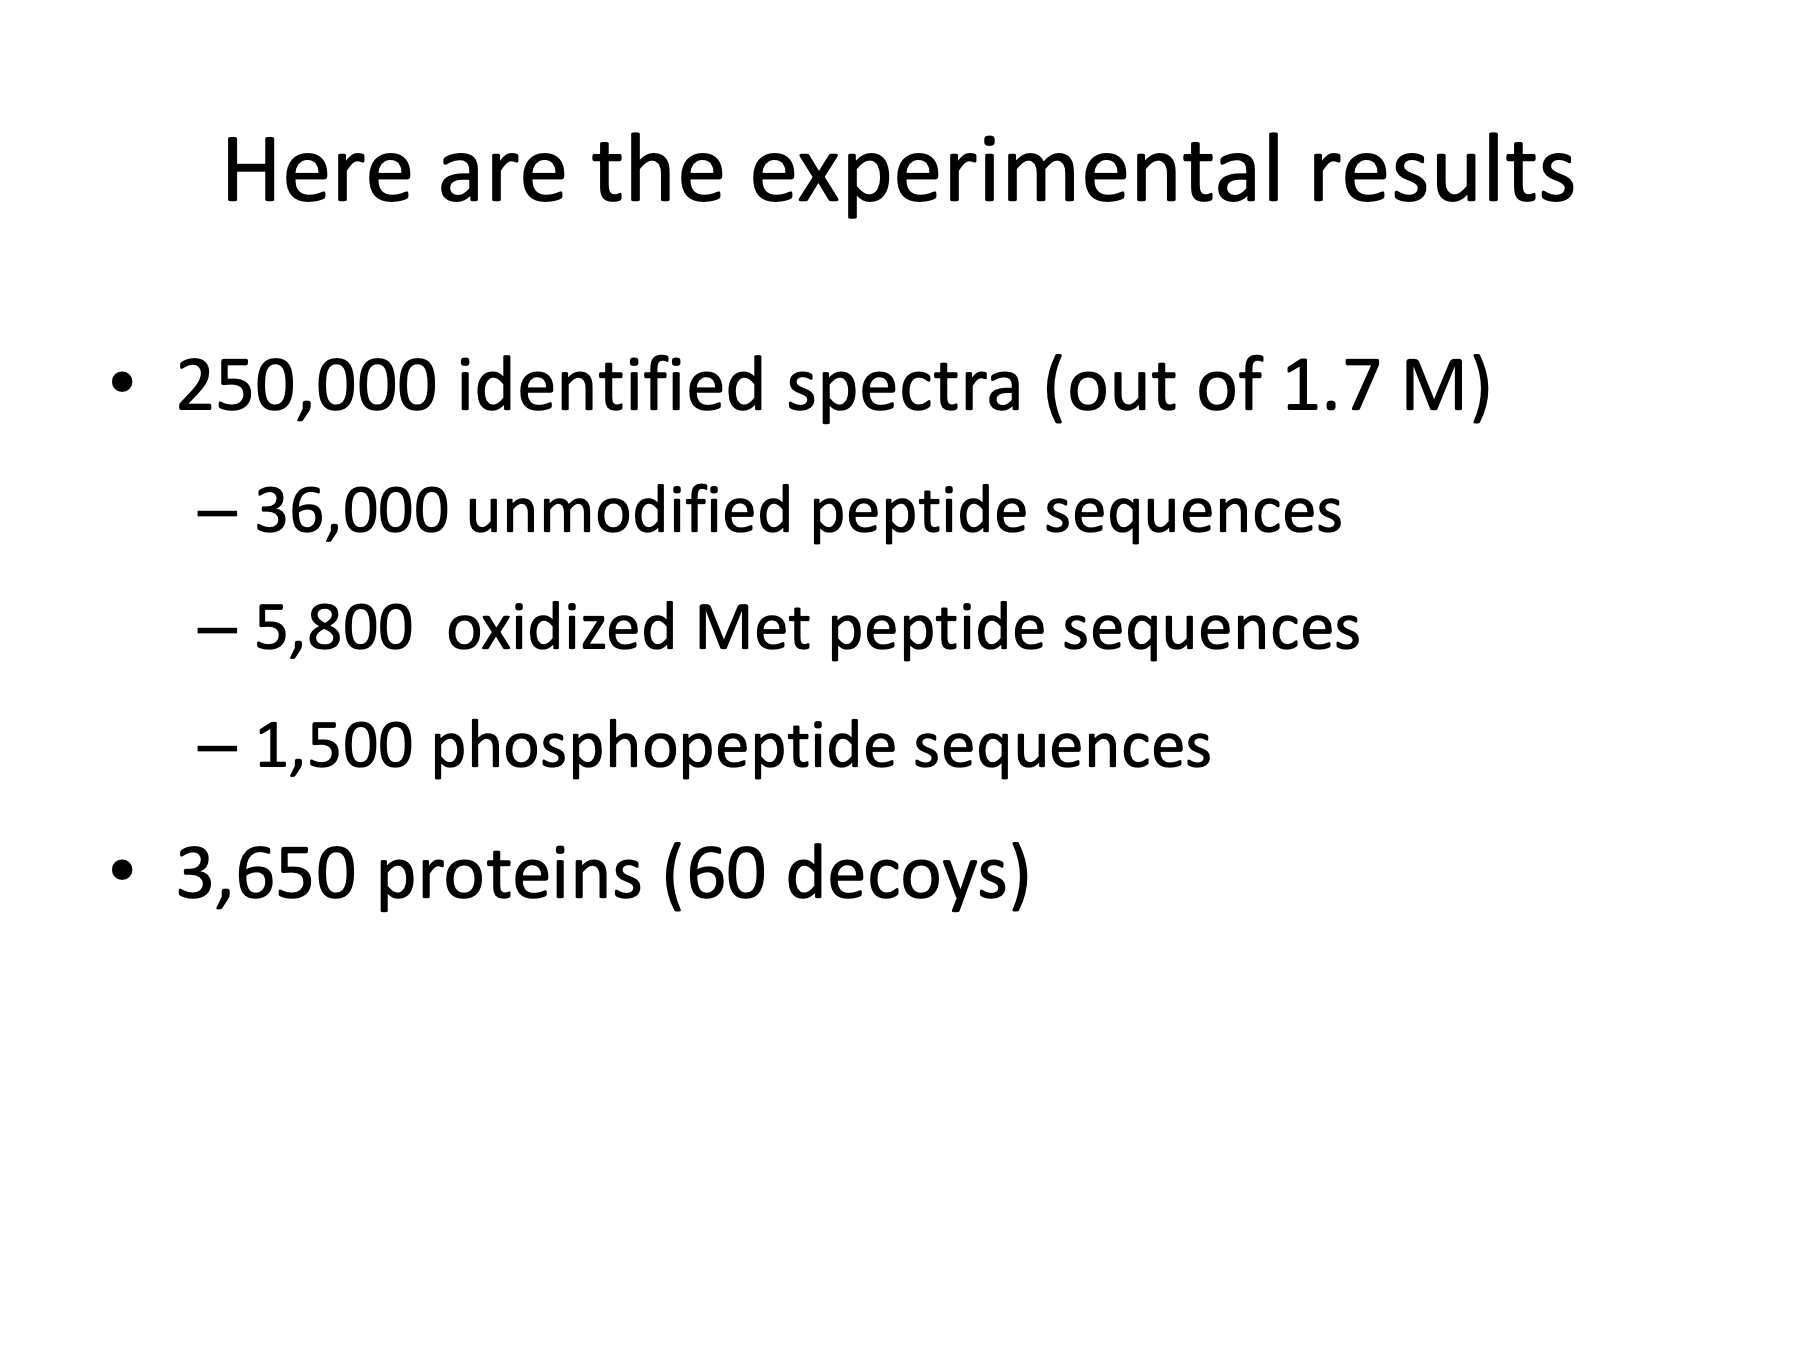 Here are the experimental results
• 250,000 identified spectra (out of 1.7 M)
– 36,000 unmodified peptide sequences
– 5,800  oxidized Met peptide sequences
– 1,500 phosphopeptide sequences
• 3,650 proteins (60 decoys)